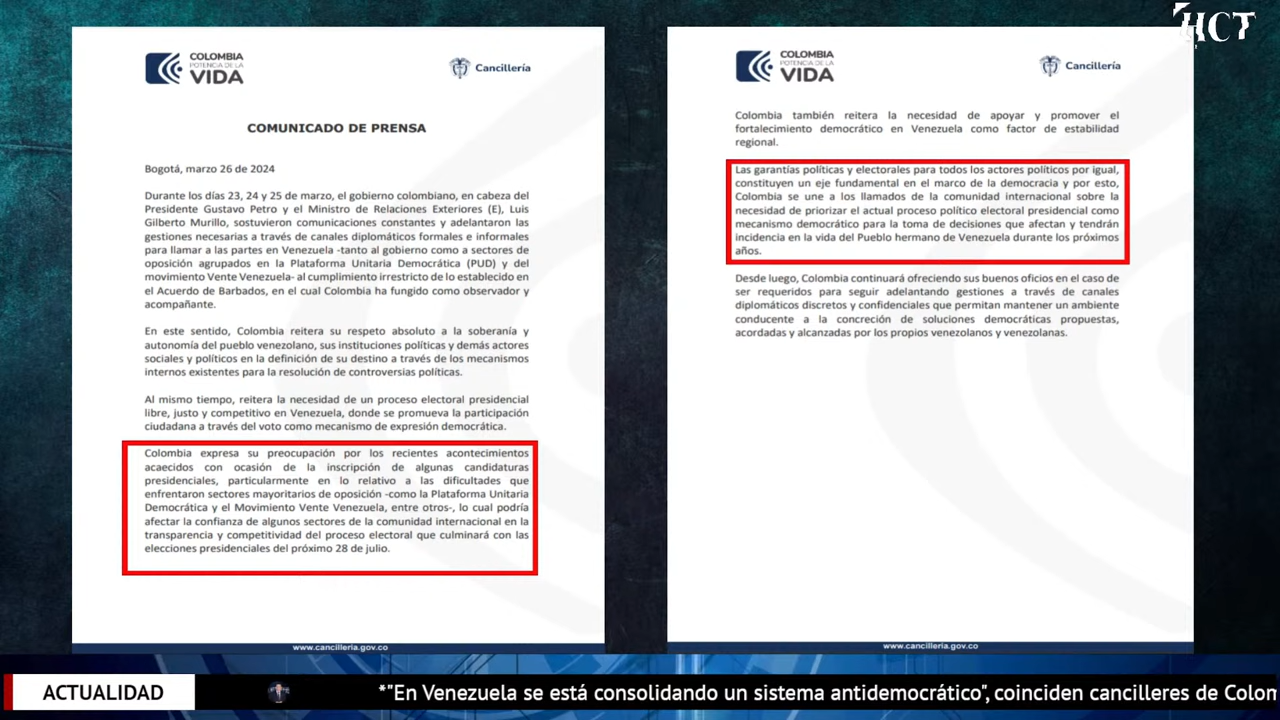 HCT
COLOMBIA
POTENCIA DE LA
VIDA
Cancillería
COMUNICADO DE PRENSA
Bogotá, marzo 26 de 2024
Durante los días 23, 24 y 25 de marzo, el gobierno colombiano, en cabeza del
Presidente Gustavo Petro y el Ministro de Relaciones Exteriores (E), Luis
Gilberto Murillo, sostuvieron comunicaciones constantes y adelantaron las
gestiones necesarias a través de canales diplomáticos formales e informales
para llamar a las partes en Venezuela -tanto al gobierno como a sectores de
oposición agrupados en la Plataforma Unitaria Democrática (PUD) y del
movimiento Vente Venezuela- al cumplimiento irrestricto de lo establecido en
el Acuerdo de Barbados, en el cual Colombia ha fungido como observador y
acompañante.
En este sentido, Colombia reitera su respeto absoluto a la soberanía y
autonomía del pueblo venezolano, sus instituciones políticas y demás actores
sociales y políticos en la definición de su destino a través de los mecanismos
internos existentes para la resolución de controversias políticas.
Al mismo tiempo, reitera la necesidad de un proceso electoral presidencial
libre, justo y competitivo en Venezuela, donde se promueva la participación
ciudadana a través del voto como mecanismo de expresión democrática.
Colombia expresa su preocupación por los recientes acontecimientos
acaecidos con ocasión de la inscripción de algunas candidaturas
presidenciales, particularmente en lo relativo a las dificultades que
enfrentaron sectores mayoritarios de oposición -como la Plataforma Unitaria
Democrática y el Movimiento Vente Venezuela, entre otros-, lo cual podría
afectar la confianza de algunos sectores de la comunidad internacional en la
transparencia y competitividad del proceso electoral que culminará con las
elecciones presidenciales del próximo 28 de julio.
www.cancilleria.gov.co
COLOMBIA
POTENCIA DE LA
VIDA
Cancillería
Colombia también reitera la necesidad de apoyar y promover el
fortalecimiento democrático en Venezuela como factor de estabilidad
regional.
Las garantías políticas y electorales para todos los actores políticos por igual,
constituyen un eje fundamental en el marco de la democracia y por esto,
Colombia se une a los llamados de la comunidad internacional sobre la
necesidad de priorizar el actual proceso político electoral presidencial como
mecanismo democrático para la toma de decisiones que afectan y tendrán
incidencia en la vida del Pueblo hermano de Venezuela durante los próximos
años.
Desde luego, Colombia continuará ofreciendo sus buenos oficios en el caso de
ser requeridos para seguir adelantando gestiones a través de canales
diplomáticos discretos y confidenciales que permitan mantener un ambiente
conducente a la concreción de soluciones democráticas propuestas,
acordadas y alcanzadas por los propios venezolanos y venezolanas.
www.cancilleria.gov.co
ACTUALIDAD
*"En Venezuela se está consolidando un sistema antidemocrático", coinciden cancilleres de Colom